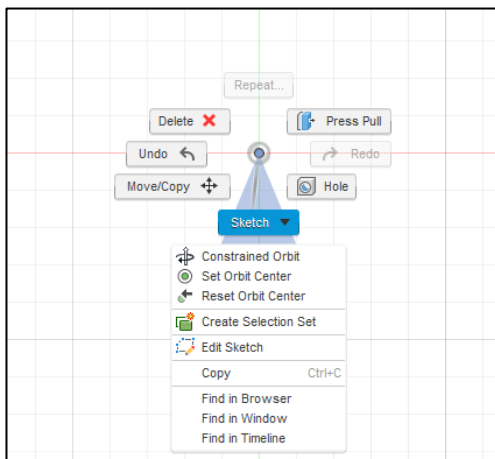 Repeat...
Delete
Press Pull
Undo
Redo
Move/Copy
Hole
Sketch
Constrained Orbit
Set Orbit Center
Reset Orbit Center
Create Selection Set
Edit Sketch
Copy Ctrl+C
Find in Browser
Find in Window
Find in Timeline